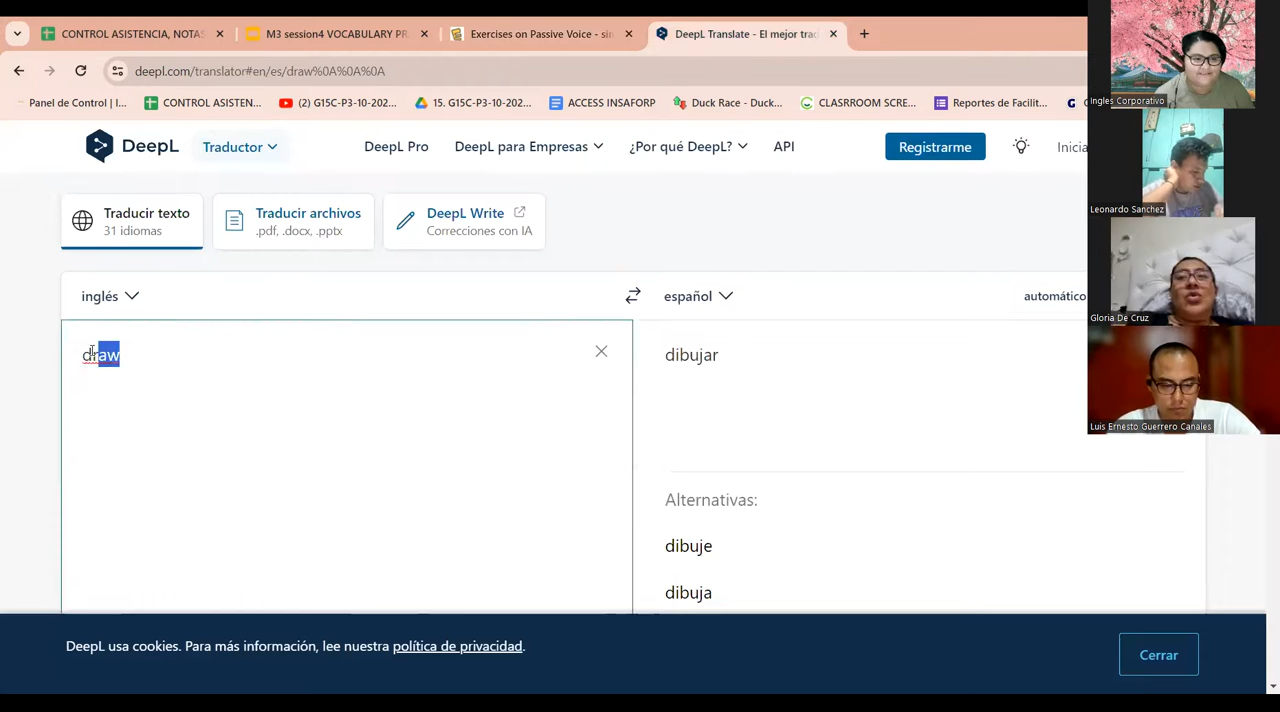 CONTROL ASISTENCIA, NOTAS
M3 session4 VOCABULARY PR
Exercises on Passive Voice - sin
DeepL Translate - El mejor trad
deepl.com/translator#en/es/draw%0A%0A%0A
Panel de Control | I...
CONTROL ASISTEN...
(2) G15C-P3-10-202...
15. G15C-P3-10-202...
ACCESS INSAFORP
Duck Race - Duck...
CLASRROOM SCRE...
Reportes de Facilit...
DeepL
Traductor
DeepL Pro
DeepL para Empresas
¿Por qué DeepL?
API
Registrarme
Inicia
Traducir texto
31 idiomas
Traducir archivos
.pdf, .docx, .pptx
DeepL Write
Correcciones con IA
inglés
español
automático
draw
dibujar
Alternativas:
dibuje
dibuja
DeepL usa cookies. Para más información, lee nuestra política de privacidad.
Cerrar
Ingles Corporativo
Leonardo Sanchez
Gloria De Cruz
Luis Ernesto Guerrero Canales